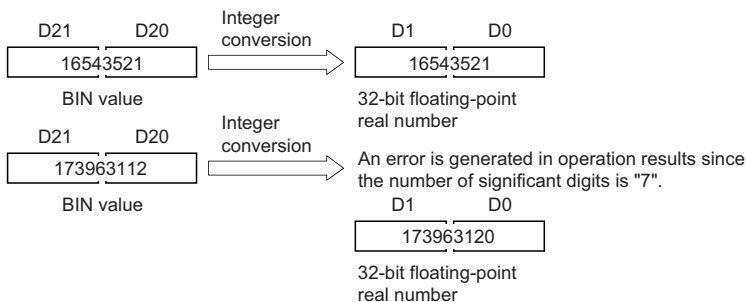 D21 D20
Integer
conversion
D1 D0
16543521
16543521
BIN value
32-bit floating-point
real number
D21 D20
Integer
conversion
173963112
An error is generated in operation results since
the number of significant digits is "7".
BIN value
D1 D0
173963120
32-bit floating-point
real number